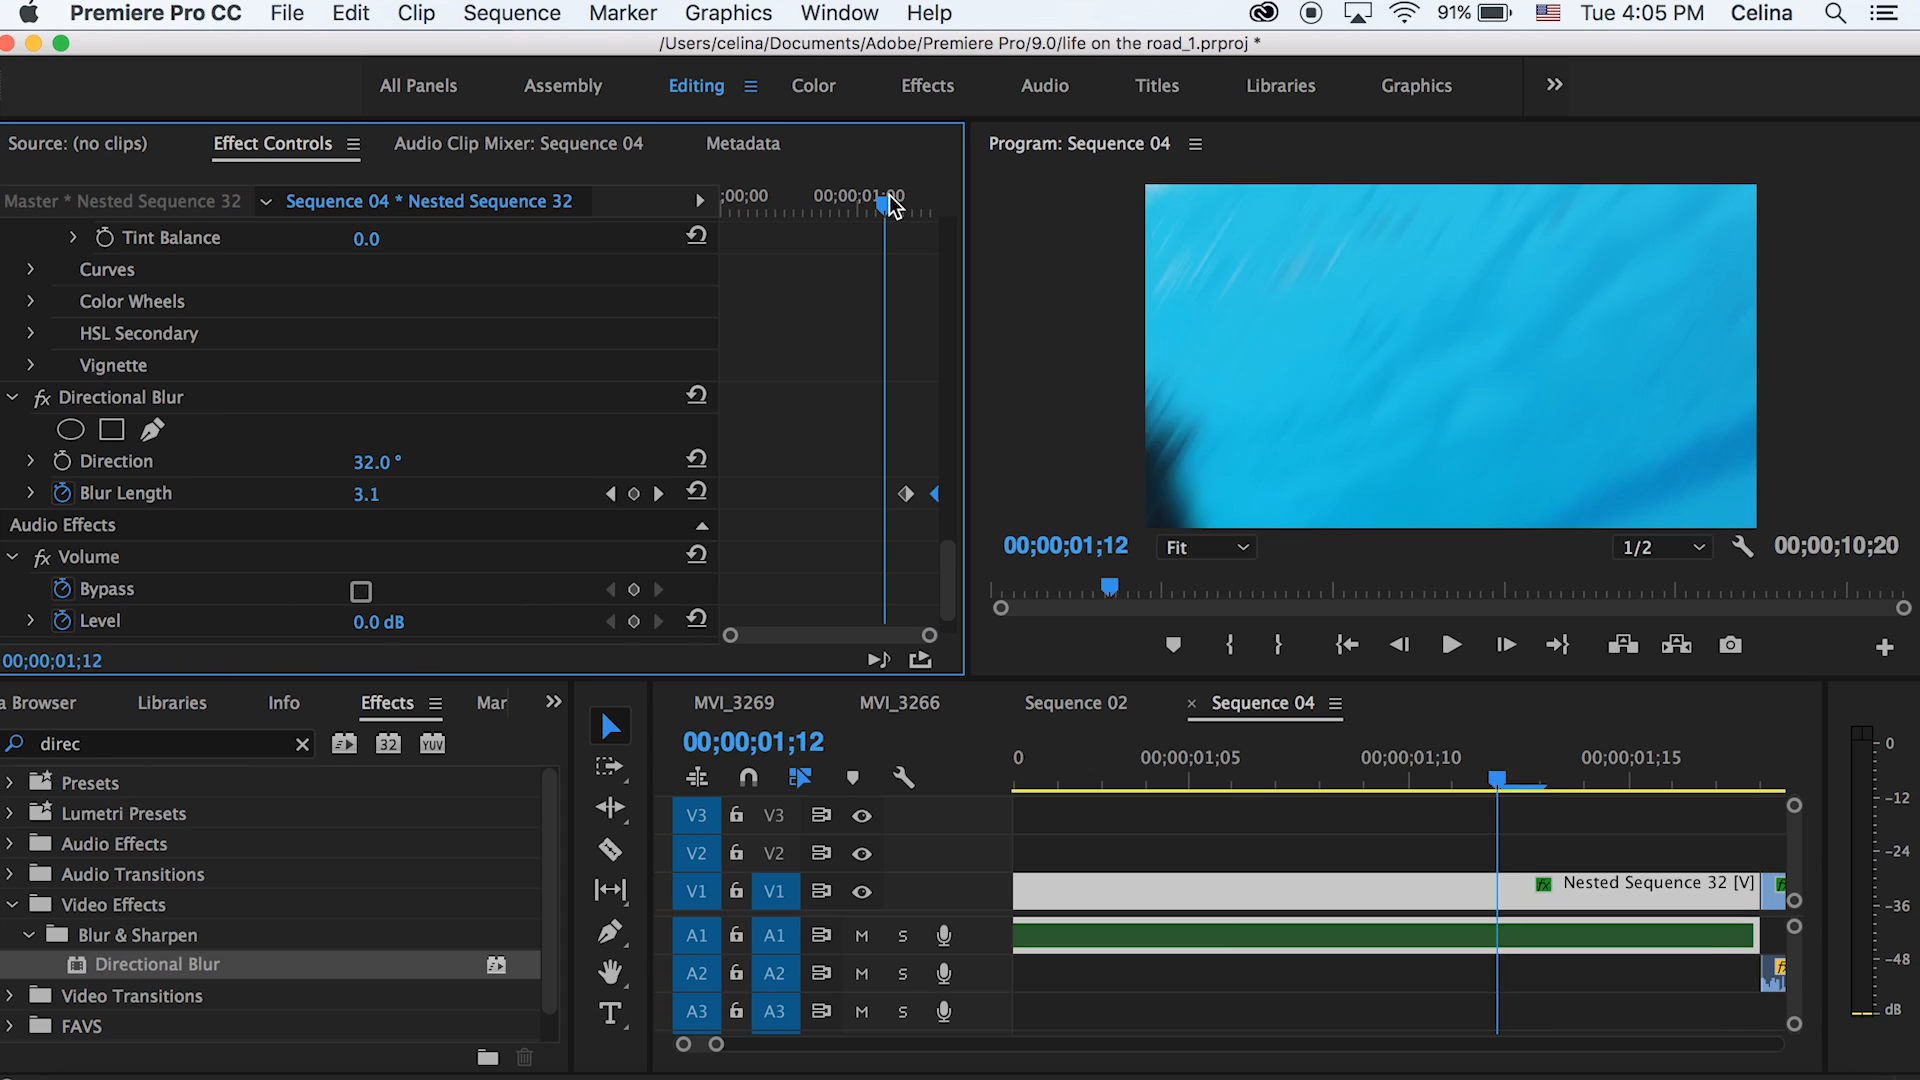 Premiere Pro CC File Edit Clip Sequence Marker Graphics Window Help 91% Tue 4:05 PM Celina
/Users/celina/Documents/Adobe/Premiere Pro/9.0/life on the road_1.prproj *
All Panels Assembly Editing Color Effects Audio Titles Libraries Graphics
Source: (no clips) Effect Controls Audio Clip Mixer: Sequence 04 Metadata
Master * Nested Sequence 32 Sequence 04 * Nested Sequence 32
;00;00 00;00;01;00
Tint Balance 0.0
Curves
Color Wheels
HSL Secondary
Vignette
fx Directional Blur
Direction 32.0 °
Blur Length 3.1
Audio Effects
fx Volume
Bypass
Level 0.0 dB
00;00;01;12
Program: Sequence 04
00;00;01;12 Fit 1/2 00;00;10;20
a Browser Libraries Info Effects Mar
direc 32 YUV
Presets
Lumetri Presets
Audio Effects
Audio Transitions
Video Effects
Blur & Sharpen
Directional Blur
Video Transitions
FAVS
T
MVI_3269 MVI_3266 Sequence 02 × Sequence 04
00;00;01;12
0 00;00;01;05 00;00;01;10 00;00;01;15
V3 V3
V2 V2
V1 V1 fx Nested Sequence 32 [V]
A1 A1 M S
A2 A2 M S
A3 A3 M S
0
-12
-24
-36
-48
dB